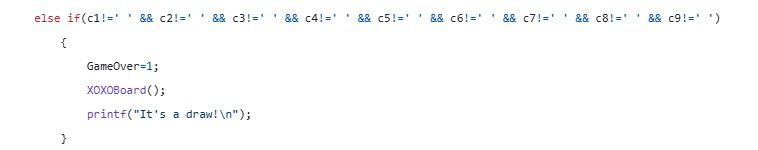 else if(c1!=' ' && c2!=' ' && c3!=' ' && c4!=' ' && c5!=' ' && c6!=' ' && c7!=' ' && c8!=' ' && c9!=' ')
{
GameOver=1;
XOXOBoard();
printf("It's a draw!\n");
}